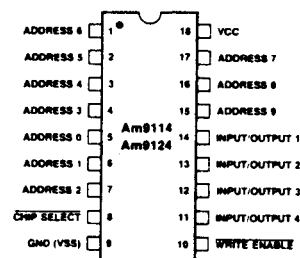 ADDRESS 6 1 18 VCC
ADDRESS 5 2 17 ADDRESS 7
ADDRESS 4 3 16 ADDRESS 8
ADDRESS 3 4 15 ADDRESS 9
ADDRESS 0 5 Am9114 14 INPUT/OUTPUT 1
Am9124
ADDRESS 1 6 13 INPUT/OUTPUT 2
ADDRESS 2 7 12 INPUT/OUTPUT 3
CHIP SELECT 8 11 INPUT/OUTPUT 4
GND (VSS) 9 10 WRITE ENABLE